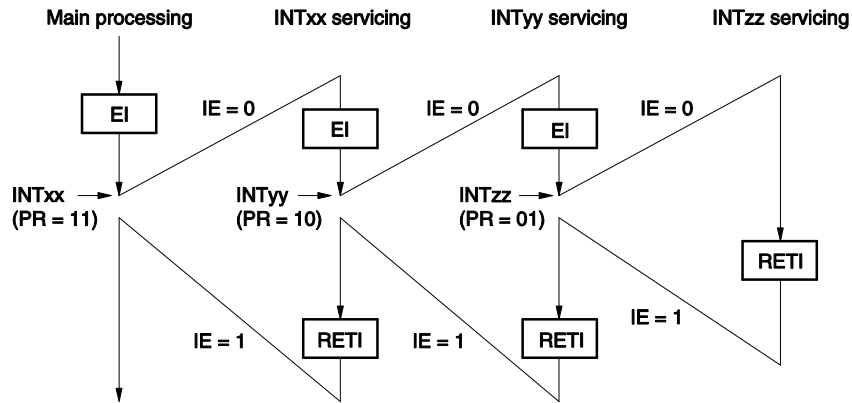 Main processing INTxx servicing INTyy servicing INTzz servicing
IE = 0 IE = 0 IE = 0
EI EI EI
INTxx INTyy INTzz
(PR = 11) (PR = 10) (PR = 01)
RETI
IE = 1 RETI IE = 1 RETI IE = 1